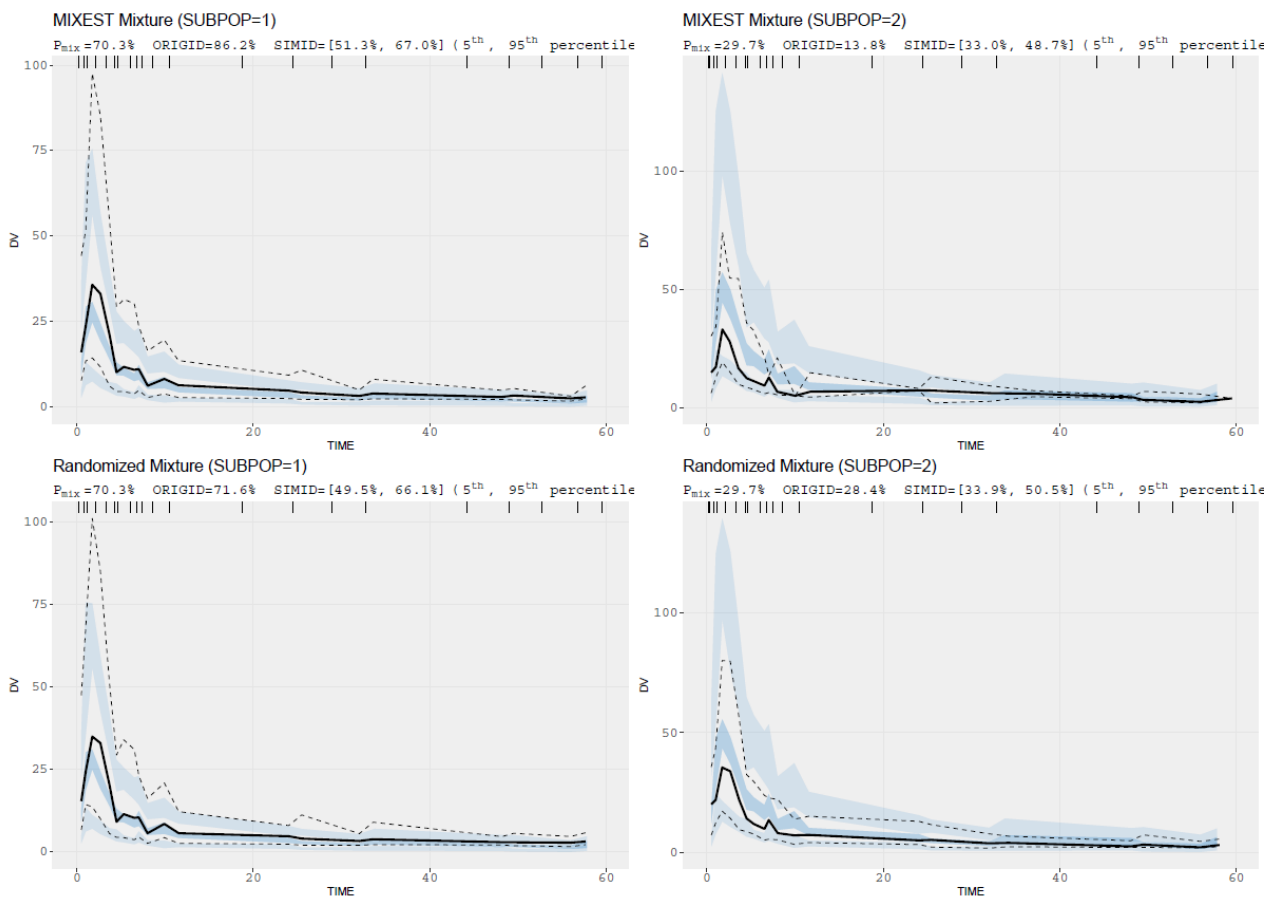 MIXEST Mixture (SUBPOP=1)
Pmix=70.3% ORIGID=86.2% SIMID=[51.3%, 67.0%] (5th, 95th percentile
100
75
50
25
0
DV
0 20 40 60
TIME
MIXEST Mixture (SUBPOP=2)
Pmix=29.7% ORIGID=13.8% SIMID=[33.0%, 48.7%] (5th, 95th percentile
100
50
0
DV
0 20 40 60
TIME
Randomized Mixture (SUBPOP=1)
Pmix=70.3% ORIGID=71.6% SIMID=[49.5%, 66.1%] (5th, 95th percentile
100
75
50
25
0
DV
0 20 40 60
TIME
Randomized Mixture (SUBPOP=2)
Pmix=29.7% ORIGID=28.4% SIMID=[33.9%, 50.5%] (5th, 95th percentile
100
50
0
DV
0 20 40 60
TIME